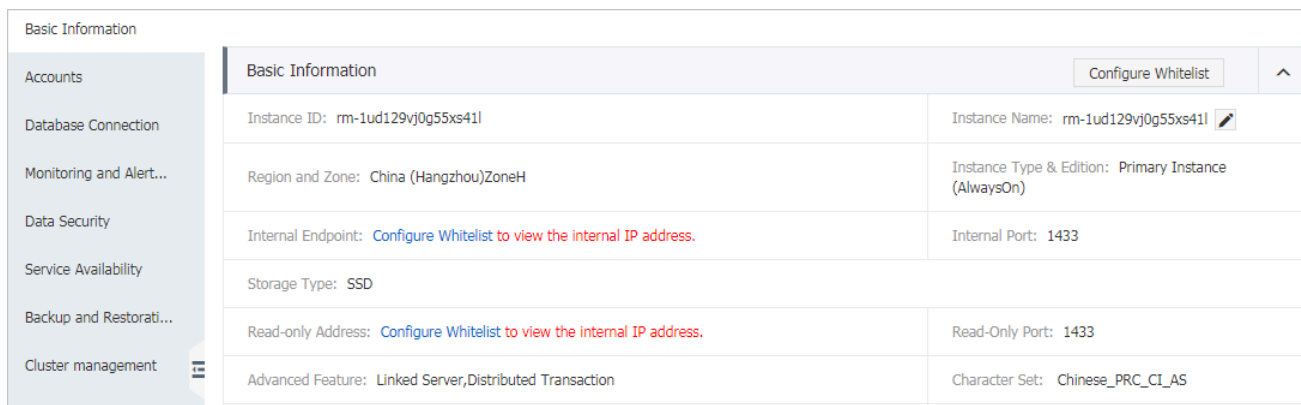 Basic Information
Accounts
Database Connection
Monitoring and Alert...
Data Security
Service Availability
Backup and Restorati...
Cluster management
Basic Information
Configure Whitelist
Instance ID: rm-1ud129vj0g55xs41l
Instance Name: rm-1ud129vj0g55xs41l
Region and Zone: China (Hangzhou)ZoneH
Instance Type & Edition: Primary Instance
(AlwaysOn)
Internal Endpoint: Configure Whitelist to view the internal IP address.
Internal Port: 1433
Storage Type: SSD
Read-only Address: Configure Whitelist to view the internal IP address.
Read-Only Port: 1433
Advanced Feature: Linked Server,Distributed Transaction
Character Set: Chinese_PRC_CI_AS